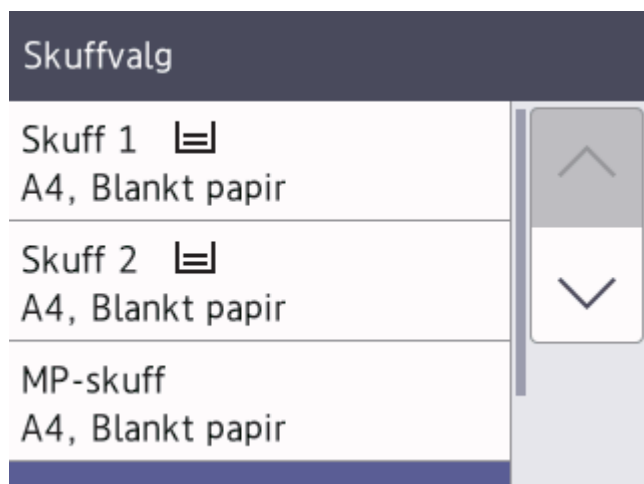 Skuffvalg
Skuff 1
A4, Blankt papir
Skuff 2
A4, Blankt papir
MP-skuff
A4, Blankt papir